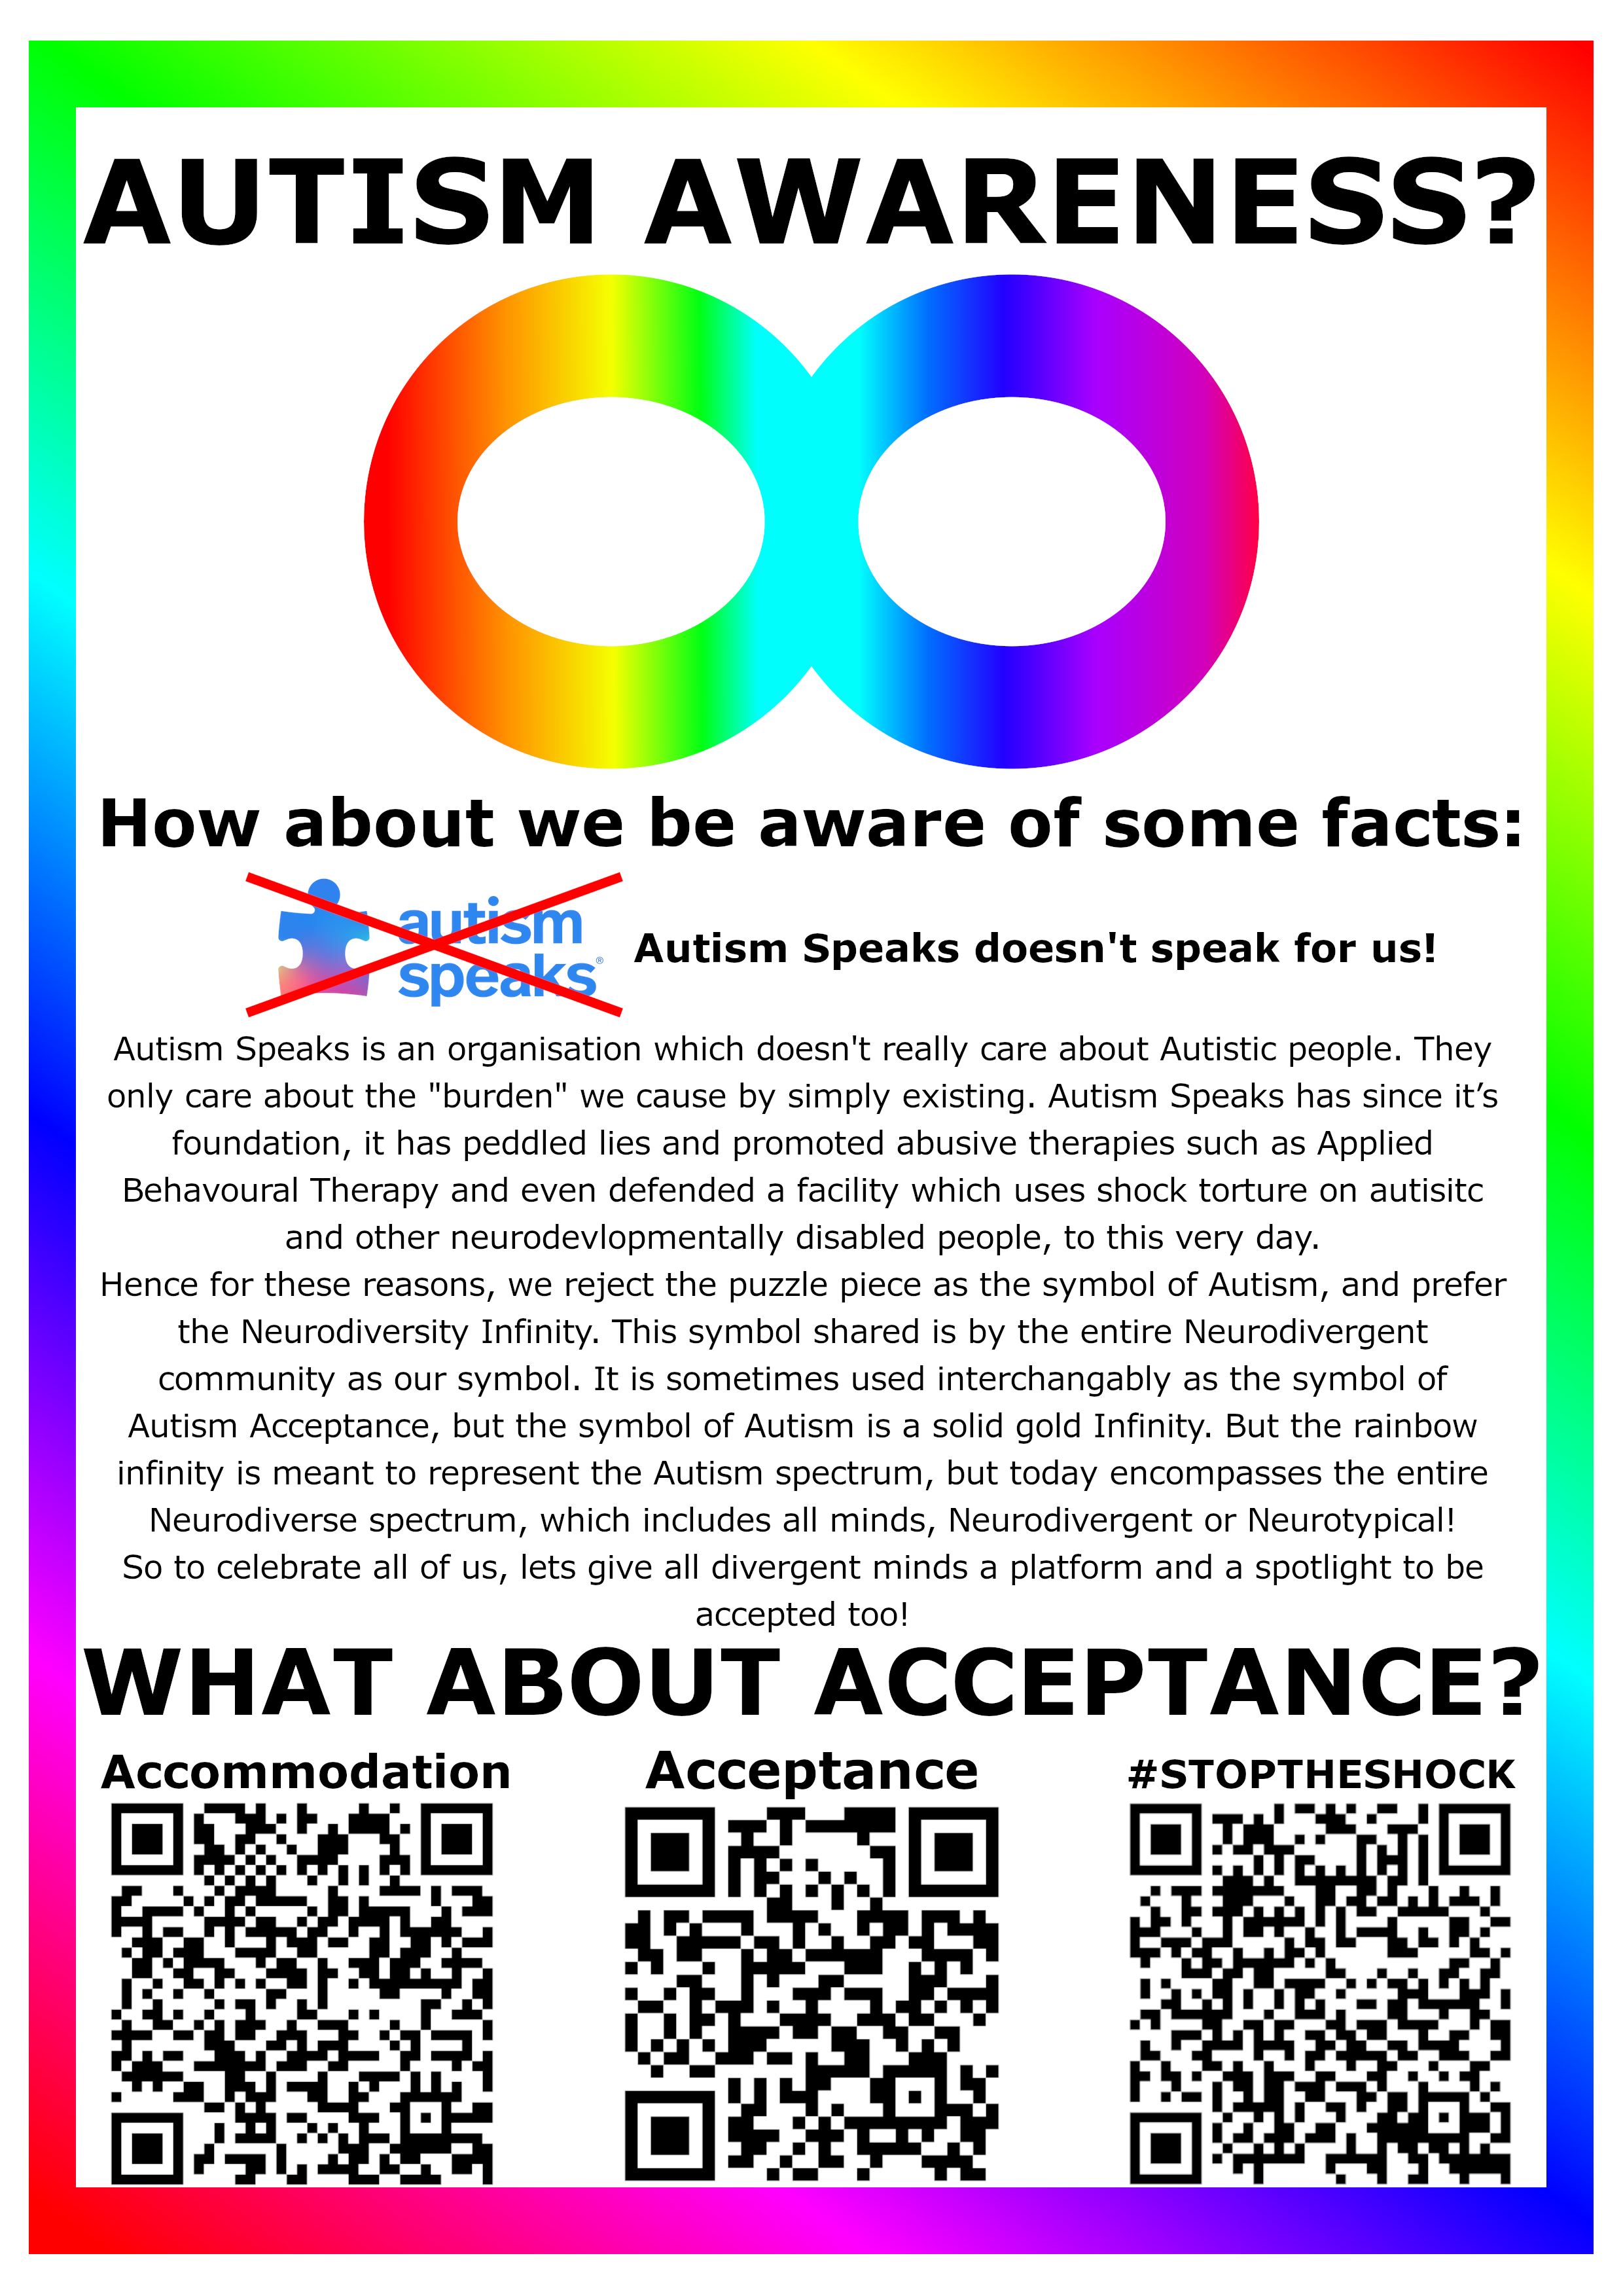 AUTISM AWARENESS?
How about we be aware of some facts:
autism
speaks®
Autism Speaks doesn't speak for us!
Autism Speaks is an organisation which doesn't really care about Autistic people. They
only care about the "burden" we cause by simply existing. Autism Speaks has since it’s
foundation, it has peddled lies and promoted abusive therapies such as Applied
Behavoural Therapy and even defended a facility which uses shock torture on autisitc
and other neurodevlopmentally disabled people, to this very day.
Hence for these reasons, we reject the puzzle piece as the symbol of Autism, and prefer
the Neurodiversity Infinity. This symbol shared is by the entire Neurodivergent
community as our symbol. It is sometimes used interchangably as the symbol of
Autism Acceptance, but the symbol of Autism is a solid gold Infinity. But the rainbow
infinity is meant to represent the Autism spectrum, but today encompasses the entire
Neurodiverse spectrum, which includes all minds, Neurodivergent or Neurotypical!
So to celebrate all of us, lets give all divergent minds a platform and a spotlight to be
accepted too!
WHAT ABOUT ACCEPTANCE?
Accommodation
Acceptance
#STOPTHESHOCK